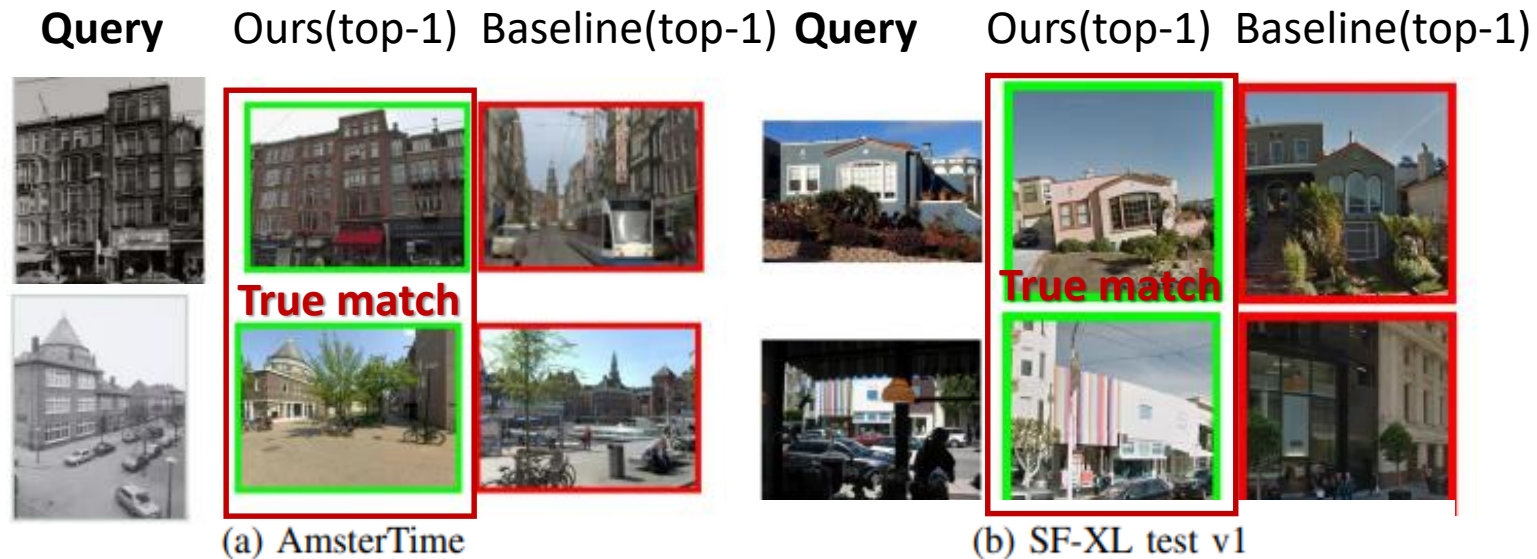 Query Ours(top-1) Baseline(top-1) Query Ours(top-1) Baseline(top-1)
True match True match
(a) AmsterTime (b) SF-XL test v1